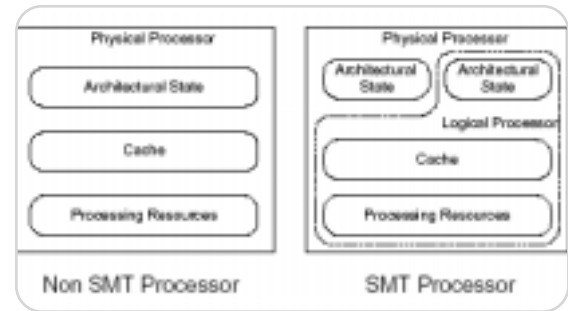 Physical Processor
Architectural State
Cache
Processing Resources
Non SMT Processor
Physical Processor
Architectural
State
Architectural
State
Logical Processor
Cache
Processing Resources
SMT Processor